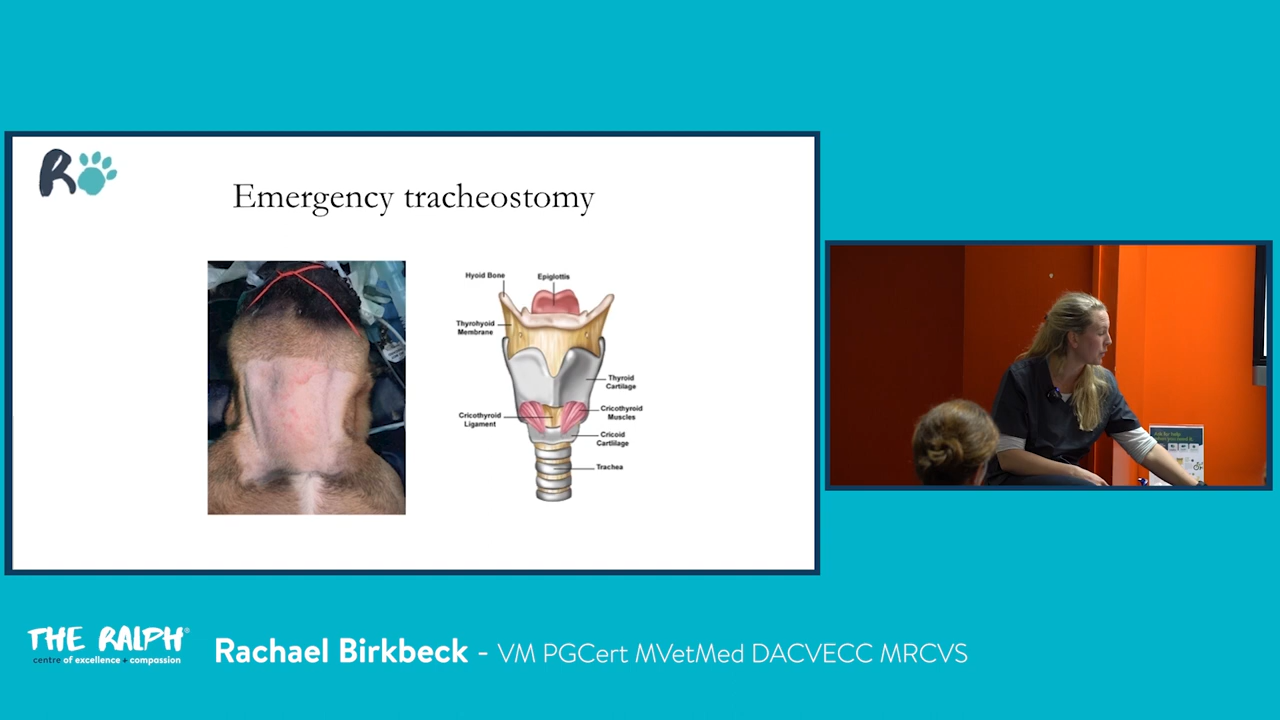 R
Emergency tracheostomy
Hyoid Bone
Epiglottis
Thyrohyoid
Membrane
Thyroid
Cartilage
Cricothyroid
Ligament
Cricothyroid
Muscles
Cricoid
Cartlilage
Trachea
THE RALPH®
centre of excellence + compassion
Rachael Birkbeck - VM PGCert MVetMed DACVECC MRCVS